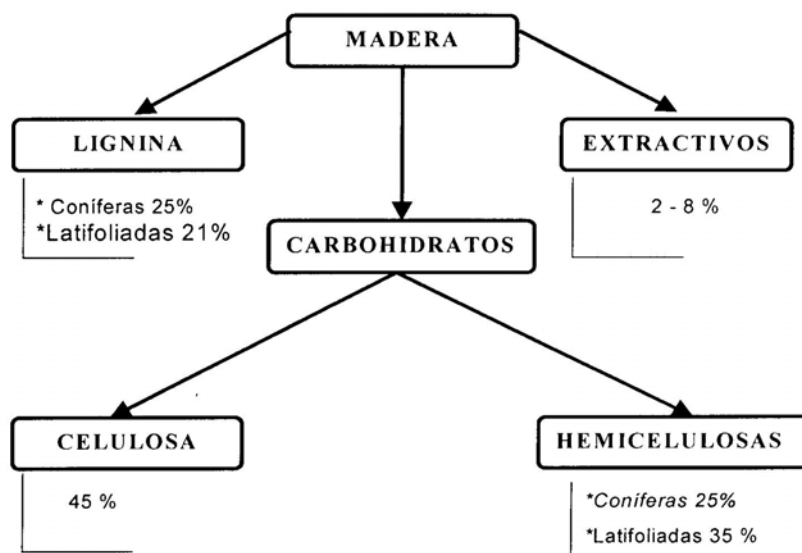 MADERA
LIGNINA
EXTRACTIVOS
* Coníferas 25%
*Latifoliadas 21%
2 - 8 %
CARBOHIDRATOS
CELULOSA
HEMICELULOSAS
45 %
*Coníferas 25%
*Latifoliadas 35 %